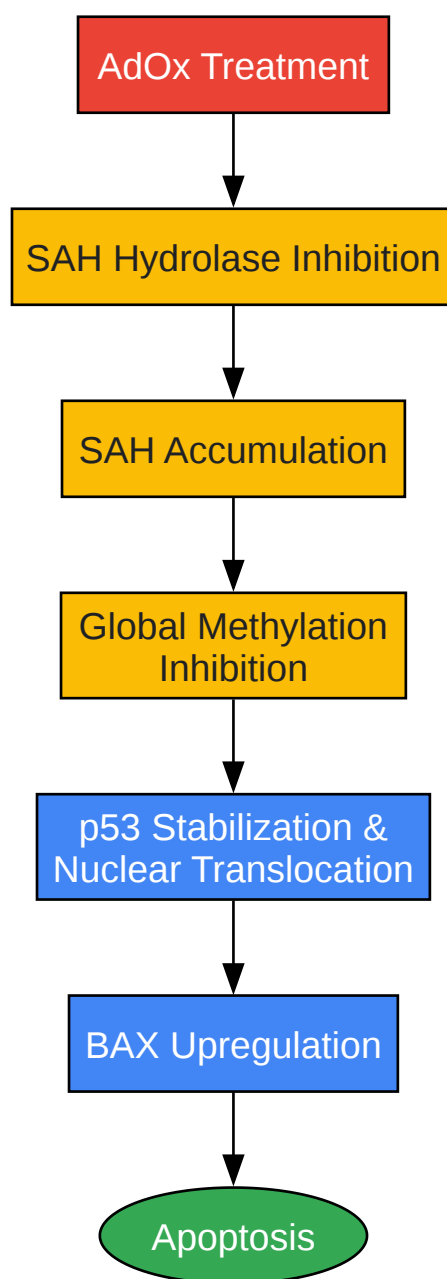 AdOx Treatment
SAH Hydrolase Inhibition
SAH Accumulation
Global Methylation
Inhibition
p53 Stabilization &
Nuclear Translocation
BAX Upregulation
Apoptosis